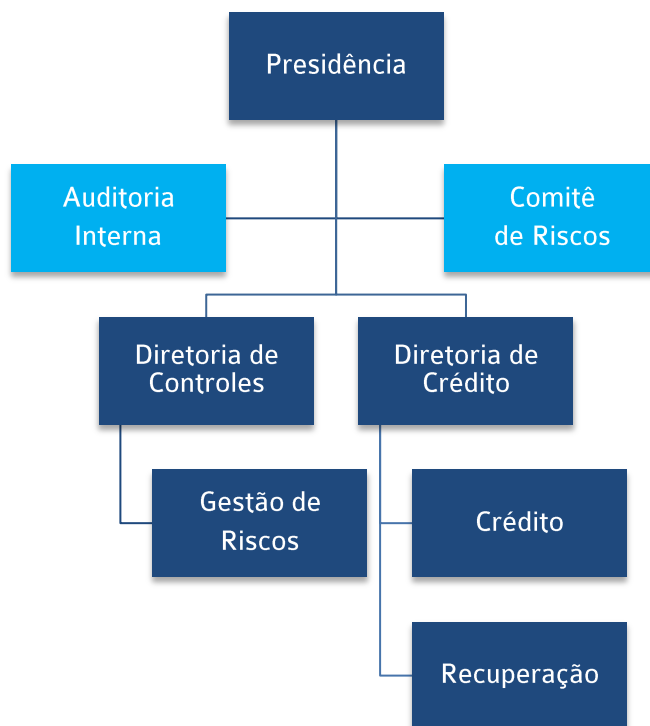 Presidência
Auditoria
Interna
Comitê
de Riscos
Diretoria de
Controles
Diretoria de
Crédito
Gestão de
Riscos
Crédito
Recuperação